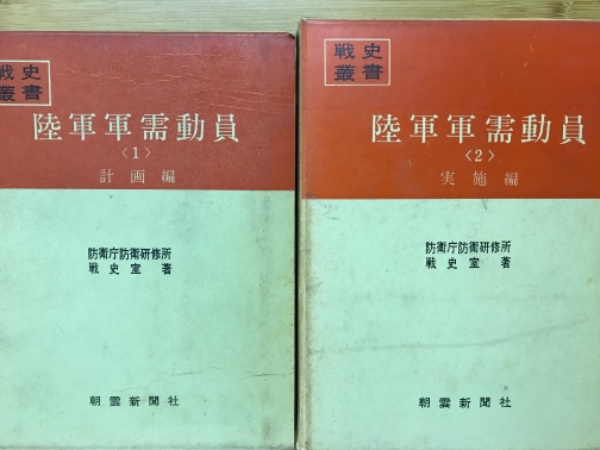 戦史
叢書
陸軍軍需動員
〈1〉
計画編
防衛庁防衛研修所
戦史室 著
朝雲新聞社
戦史
叢書
陸軍軍需動員
〈2〉
実施編
防衛庁防衛研修所
戦史室 著
朝雲新聞社